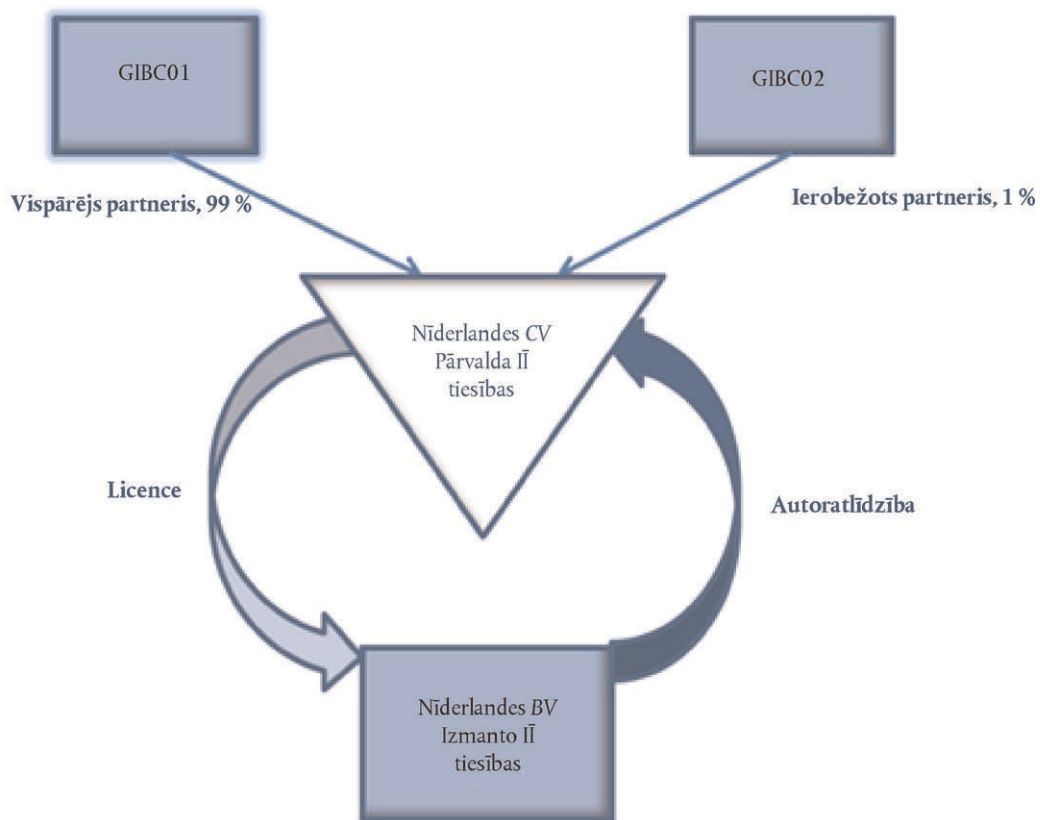 GIBC01
GIBC02
Vispārējs partneris, 99 %
Ierobežots partneris, 1 %
Nīderlandes CV
Pārvalda IĪ
tiesības
Licence
Autoratlīdzība
Nīderlandes BV
Izmanto IĪ
tiesības